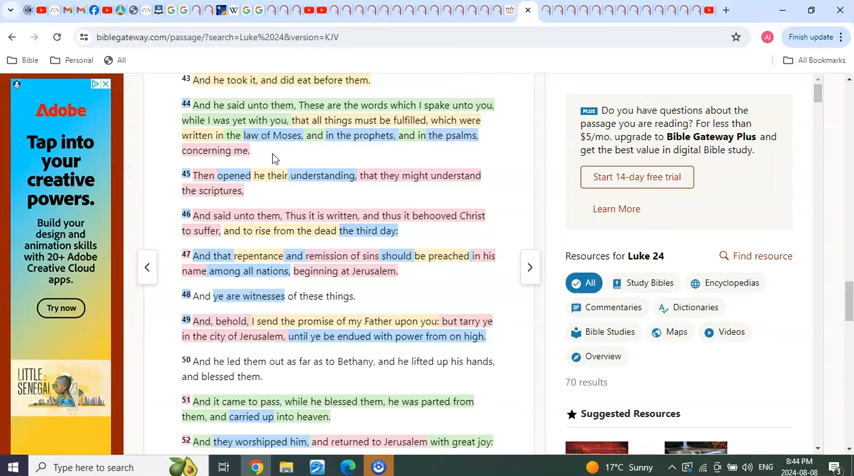 Finish update
biblegateway.com/passage/?search=Luke%2024&version=KJV
Bible
Personal
All
All Bookmarks
43 And he took it, and did eat before them.
44 And he said unto them, These are the words which I spake unto you,
while I was yet with you, that all things must be fulfilled, which were
written in the law of Moses, and in the prophets, and in the psalms,
concerning me.
45 Then opened he their understanding, that they might understand
the scriptures,
46 And said unto them, Thus it is written, and thus it behooved Christ
to suffer, and to rise from the dead the third day:
47 And that repentance and remission of sins should be preached in his
name among all nations, beginning at Jerusalem.
48 And ye are witnesses of these things.
49 And, behold, I send the promise of my Father upon you: but tarry ye
in the city of Jerusalem, until ye be endued with power from on high.
50 And he led them out as far as to Bethany, and he lifted up his hands,
and blessed them.
51 And it came to pass, while he blessed them, he was parted from
them, and carried up into heaven.
52 And they worshipped him, and returned to Jerusalem with great joy:
Adobe
Tap into
your
creative
powers.
Build your
design and
animation skills
with 20+ Adobe
Creative Cloud
apps.
Try now
LITTLE
SENEGAL
PLUS Do you have questions about the
passage you are reading? For less than
$5/mo. upgrade to Bible Gateway Plus and
get the best value in digital Bible study.
Start 14-day free trial
Learn More
Resources for Luke 24
Find resource
All
Study Bibles
Encyclopedias
Commentaries
Dictionaries
Bible Studies
Maps
Videos
Overview
70 results
Suggested Resources
Type here to search
17°C Sunny
8:44 PM
2024-08-08